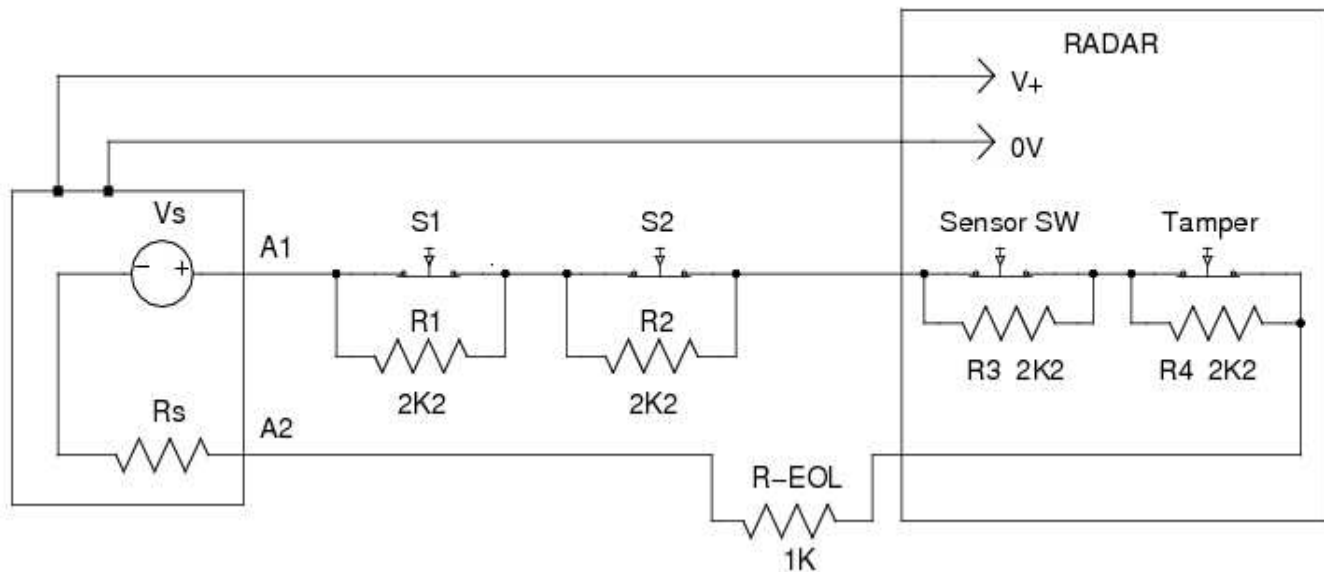 RADAR
V+
0V
Vs
− +
A1
S1
S2
Sensor SW
Tamper
R1
2K2
R2
2K2
R3 2K2
R4 2K2
Rs
A2
R−EOL
1K